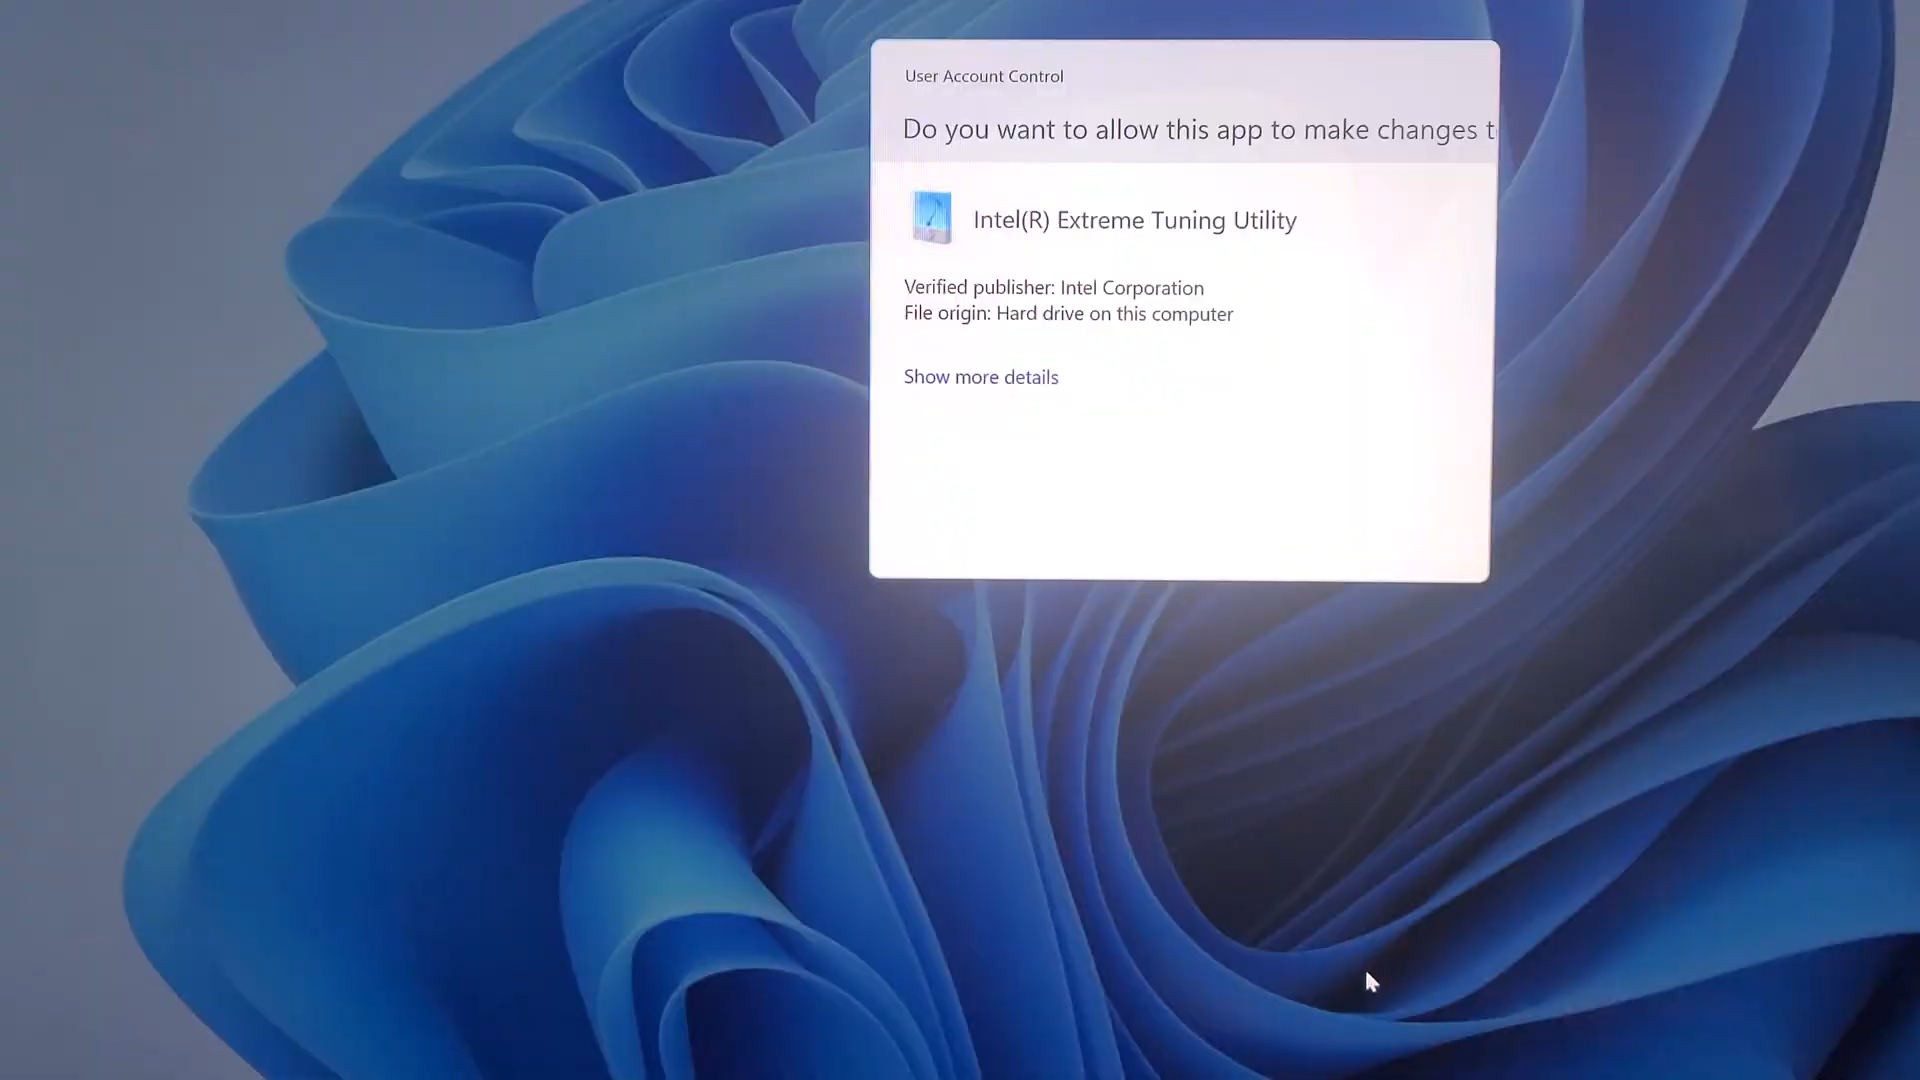 User Account Control
Do you want to allow this app to make changes t
Intel(R) Extreme Tuning Utility
Verified publisher: Intel Corporation
File origin: Hard drive on this computer
Show more details